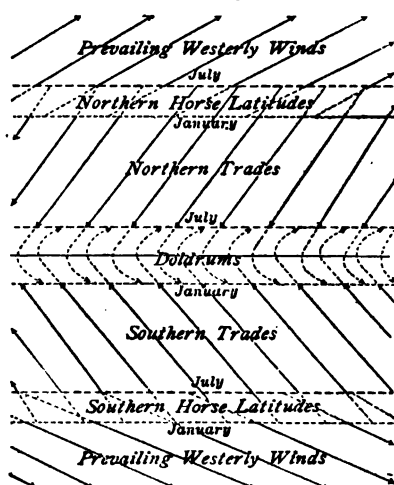 Prevailing Westerly Winds
July
Northern Horse Latitudes
January
Northern Trades
July
Doldrums
January
Southern Trades
July
Southern Horse Latitudes
January
Prevailing Westerly Winds